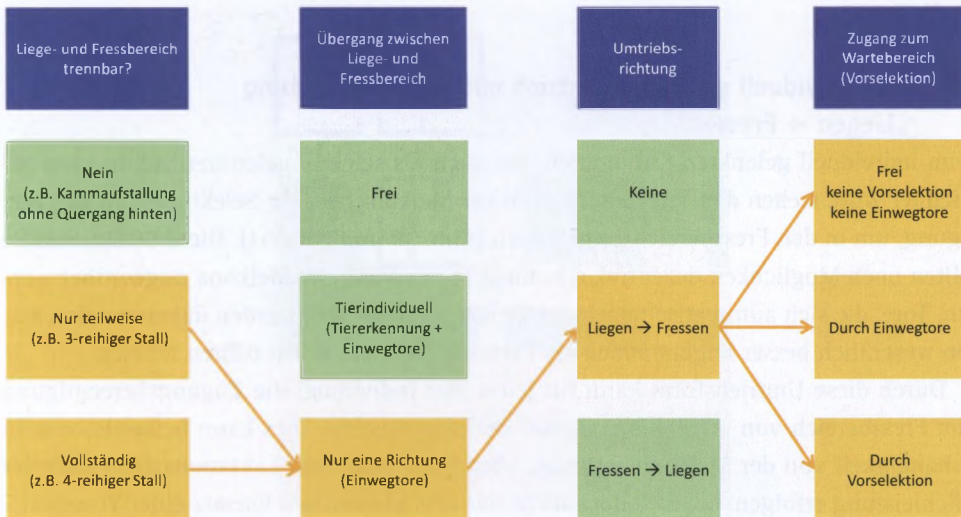 Liege- und Fressbereich
trennbar?
Übergang zwischen
Liege- und
Fressbereich
Umtriebs-
richtung
Zugang zum
Wartebereich
(Vorselektion)
Nein
(z.B. Kammaufstallung
ohne Quergang hinten)
Frei
Keine
Frei
keine Vorselektion
keine Einwegtore
Nur teilweise
(z.B. 3-reihiger Stall)
Tierindividuell
(Tiererkennung +
Einwegtore)
Liegen → Fressen
Durch Einwegtore
Vollständig
(z.B. 4-reihiger Stall)
Nur eine Richtung
(Einwegtore)
Fressen → Liegen
Durch
Vorselektion